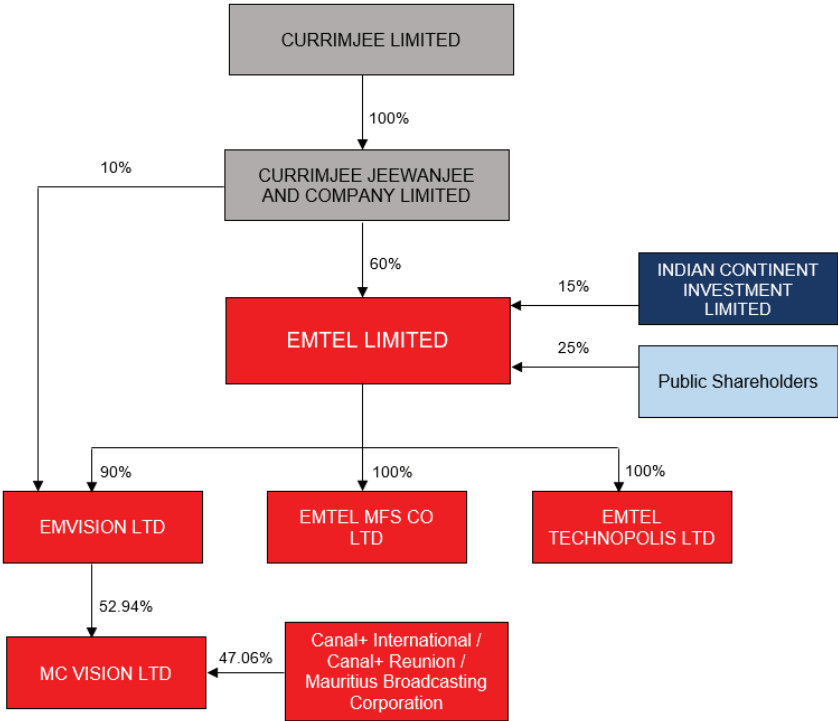 CURRIMJEE LIMITED
100%
10%
CURRIMJEE JEEWANJEE
AND COMPANY LIMITED
60%
INDIAN CONTINENT
INVESTMENT
LIMITED
15%
EMTEL LIMITED
25%
Public Shareholders
90%
100%
100%
EMVISION LTD
EMTEL MFS CO
LTD
EMTEL
TECHNOPOLIS LTD
52.94%
MC VISION LTD
47.06%
Canal+ International /
Canal+ Reunion /
Mauritius Broadcasting
Corporation